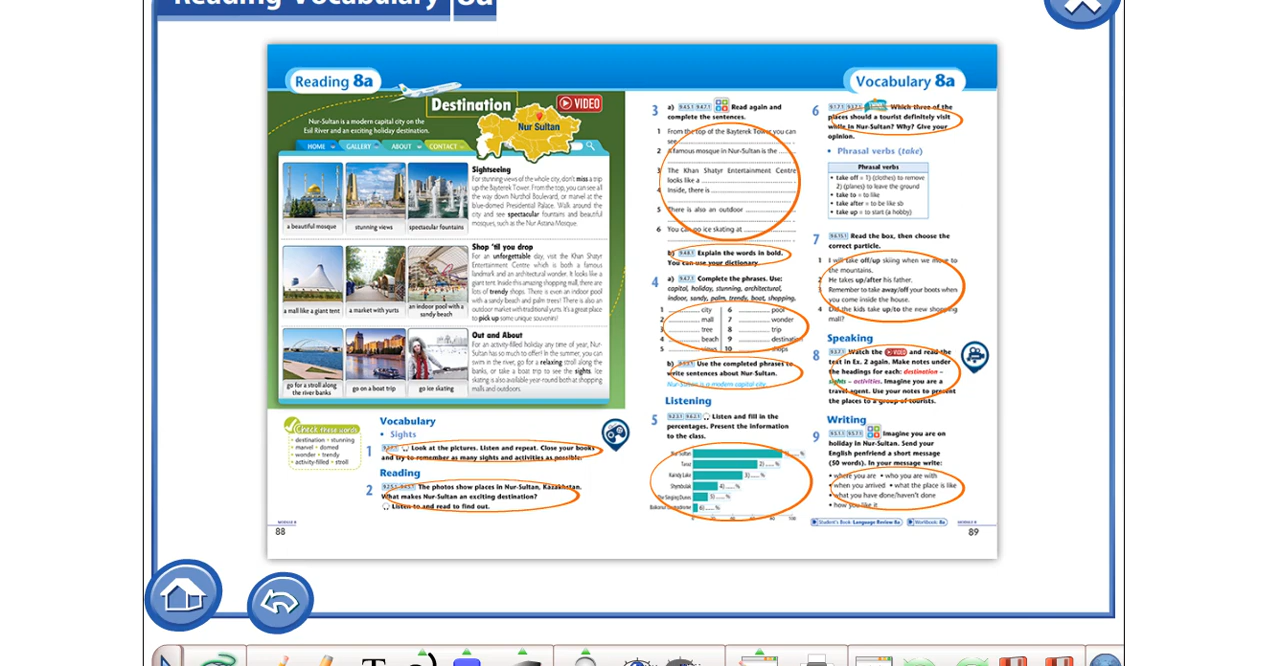 Reading Vocabulary 8a
Reading 8a
Vocabulary 8a
Destination
VIDEO
Nur Sultan
Nur-Sultan is a modern capital city on the
Esil River and an exciting holiday destination.
HOME
GALLERY
ABOUT
CONTACT
a beautiful mosque
stunning views
spectacular fountains
Sightseeing
For stunning views of the whole city, don't miss a trip
up the Bayterek Tower. From the top, you can see all
the way down Nurzhol Boulevard, or marvel at the
blue-domed Presidential Palace. Walk around the
city and see spectacular fountains and beautiful
mosques, such as the Nur Astana Mosque.
a mall like a giant tent
a market with yurts
an indoor pool with a
sandy beach
Shop 'til you drop
For an unforgettable day, visit the Khan Shatyr
Entertainment Centre which is both a famous
landmark and an architectural wonder. It looks like a
giant tent! Inside this amazing shopping mall, there are
lots of trendy shops. There is even an indoor pool
with a sandy beach and palm trees! There is also an
outdoor market with traditional yurts. It's a great place
to pick up some unique souvenirs!
go for a stroll along
the river banks
go on a boat trip
go ice skating
Out and About
For an activity-filled holiday any time of year, Nur-
Sultan has so much to offer! In the summer, you can
swim in the river, go for a relaxing stroll along the
banks, or take a boat trip to see the sights. Ice
skating is also available year-round both at shopping
malls and outdoors.
Check these words
• destination • stunning
• marvel • domed
• wonder • trendy
• activity-filled • stroll
Vocabulary
• Sights
1 Look at the pictures. Listen and repeat. Close your books
and try to remember as many sights and activities as possible.
Reading
2 The photos show places in Nur-Sultan, Kazakhstan.
What makes Nur-Sultan an exciting destination?
Listen to and read to find out.
88
3 a) Read again and
complete the sentences.
1 From the top of the Bayterek Tower you can
see
2 A famous mosque in Nur-Sultan is the
3 The Khan Shatyr Entertainment Centre
looks like a
4 Inside, there is
5 There is also an outdoor
6 You can go ice skating at
b) Explain the words in bold.
You can use your dictionary.
4 a) Complete the phrases. Use:
capital, holiday, stunning, architectural,
indoor, sandy, palm, trendy, boat, shopping.
1 city 6 pool
2 mall 7 wonder
3 tree 8 trip
4 beach 9 destination
5 views 10 shops
b) Use the completed phrases to
write sentences about Nur-Sultan.
Nur-Sultan is a modern capital city.
Listening
5 Listen and fill in the
percentages. Present the information
to the class.
%
2) ..... %
3) ..... %
4) ..... %
5) ..... %
6) ..... %
6 Which three of the
places should a tourist definitely visit
while in Nur-Sultan? Why? Give your
opinion.
• Phrasal verbs (take)
Phrasal verbs
• take off = 1) (clothes) to remove
2) (planes) to leave the ground
• take to = to like
• take after = to be like sb
• take up = to start (a hobby)
7 Read the box, then choose the
correct particle.
1 I will take off/up skiing when we move to
the mountains.
2 He takes up/after his father.
3 Remember to take away/off your boots when
you come inside the house.
4 Did the kids take up/to the new shopping
mall?
Speaking
8 Watch the VIDEO and read the
text in Ex. 2 again. Make notes under
the headings for each: destination –
sights – activities. Imagine you are a
travel agent. Use your notes to present
the places to a group of tourists.
Writing
9 Imagine you are on
holiday in Nur-Sultan. Send your
English penfriend a short message
(50 words). In your message write:
• where you are • who you are with
• when you arrived • what the place is like
• what you have done/haven't done
• how you like it
Student's Book: Language Review 8a
Workbook: 8a
89